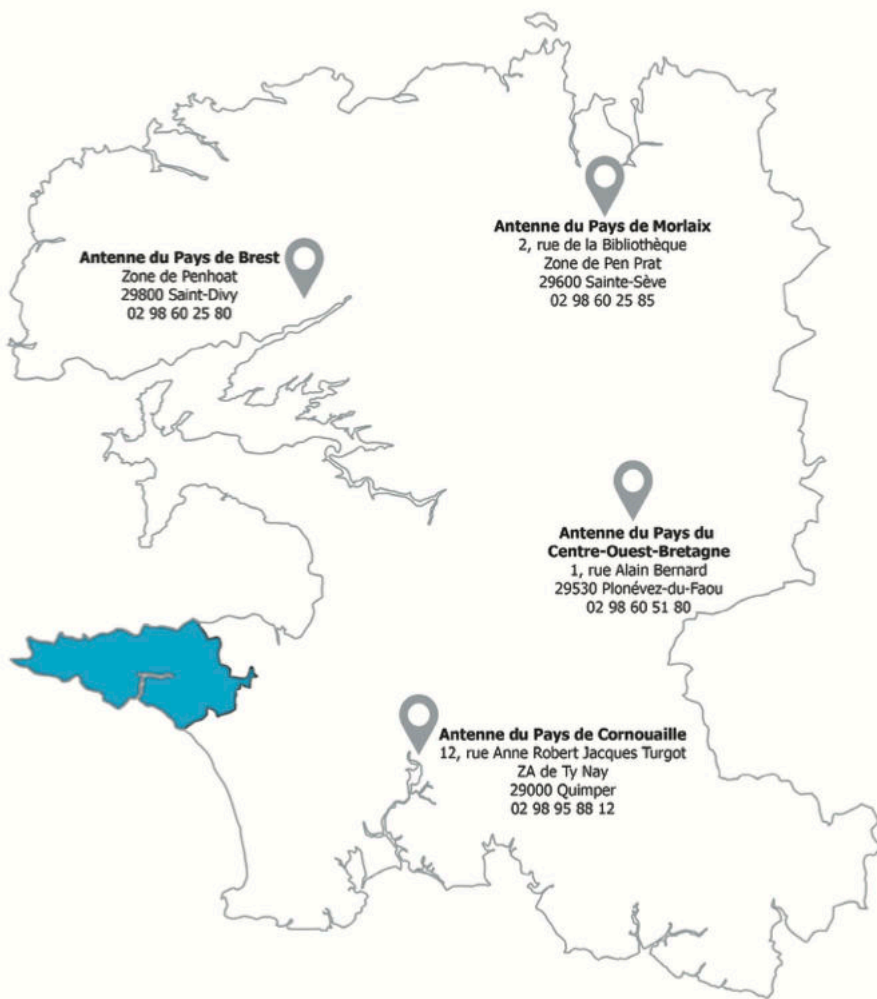 Antenne du Pays de Morlaix
2, rue de la Bibliothèque
Zone de Pen Prat
29600 Sainte-Sève
02 98 60 25 85
Antenne du Pays de Brest
Zone de Penhoat
29800 Saint-Divy
02 98 60 25 80
Antenne du Pays du
Centre-Ouest-Bretagne
1, rue Alain Bernard
29530 Plonévez-du-Faou
02 98 60 51 80
Antenne du Pays de Cornouaille
12, rue Anne Robert Jacques Turgot
ZA de Ty Nay
29000 Quimper
02 98 95 88 12